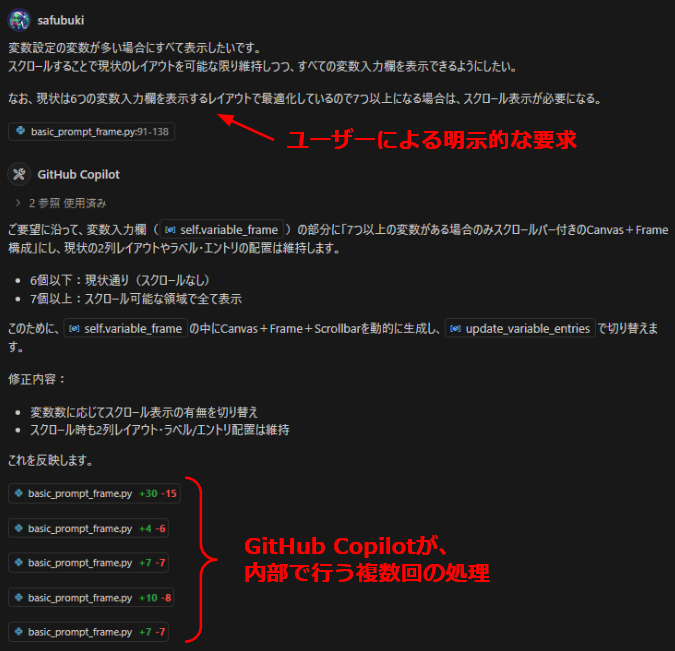 safubuki
変数設定の変数が多い場合にすべて表示したいです。
スクロールすることで現状のレイアウトを可能な限り維持しつつ、すべての変数入力欄を表示できるようにしたい。
なお、現状は6つの変数入力欄を表示するレイアウトで最適化しているので7つ以上になる場合は、スクロール表示が必要になる。
basic_prompt_frame.py:91-138
ユーザーによる明示的な要求
GitHub Copilot
2 参照 使用済み
ご要望に沿って、変数入力欄（ self.variable_frame ）の部分に「7つ以上の変数がある場合のみスクロールバー付きのCanvas＋Frame
構成」にし、現状の2列レイアウトやラベル・エントリの配置は維持します。
• 6個以下：現状通り（スクロールなし）
• 7個以上：スクロール可能な領域で全て表示
このために、 self.variable_frame の中にCanvas＋Frame＋Scrollbarを動的に生成し、 update_variable_entries で切り替えま
す。
修正内容：
• 変数数に応じてスクロール表示の有無を切り替え
• スクロール時も2列レイアウト・ラベル/エントリ配置は維持
これを反映します。
basic_prompt_frame.py +30 -15
basic_prompt_frame.py +4 -6
GitHub Copilotが、
basic_prompt_frame.py +7 -7
内部で行う複数回の処理
basic_prompt_frame.py +10 -8
basic_prompt_frame.py +7 -7